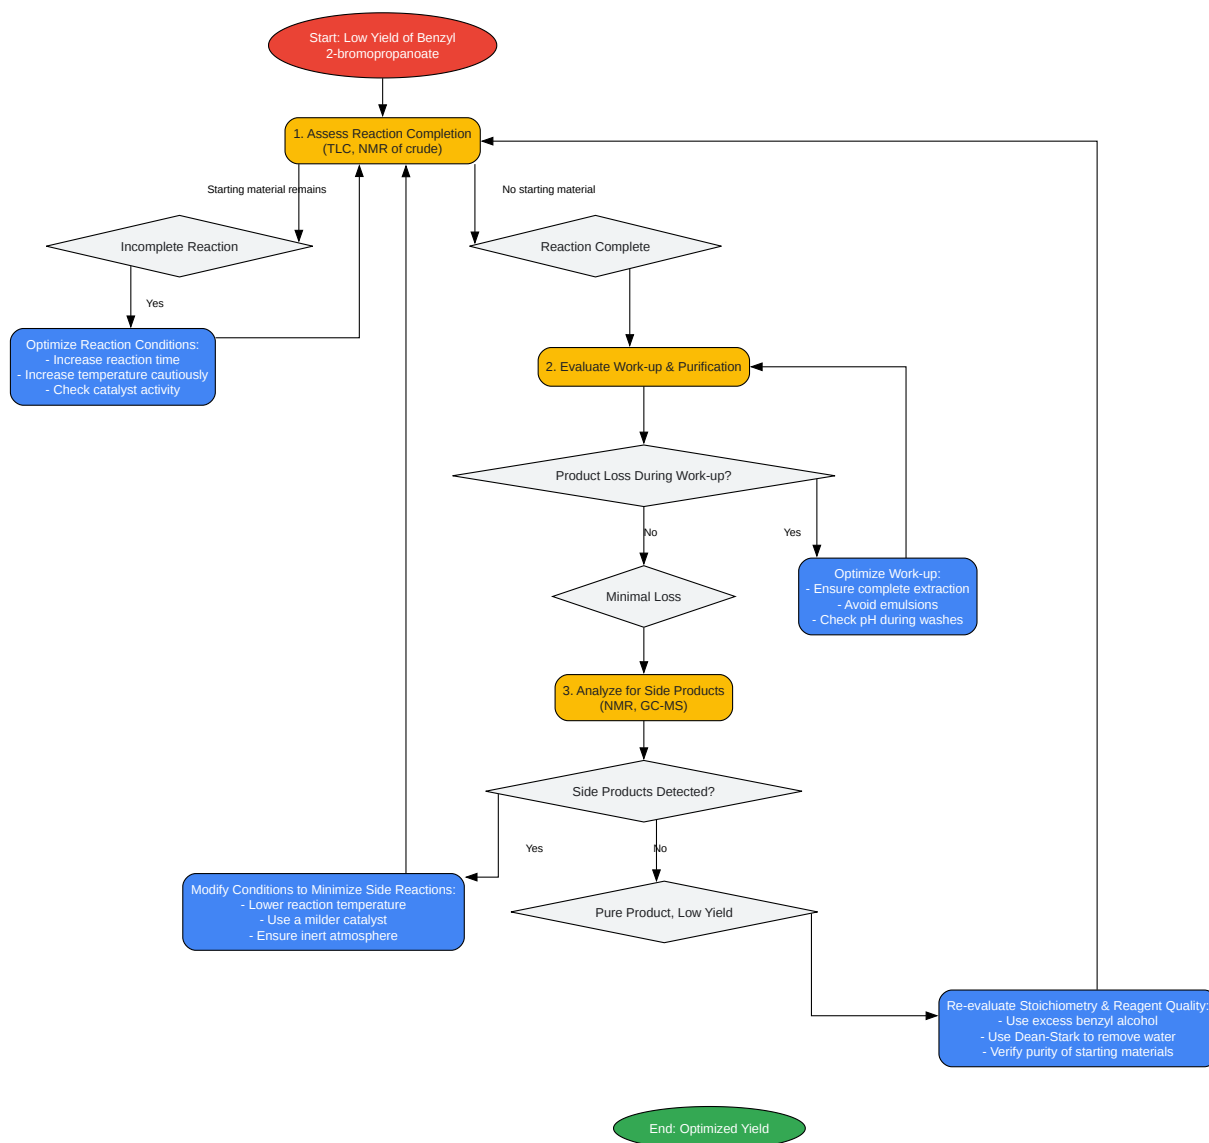 Start: Low Yield of Benzyl
2-bromopropanoate
1. Assess Reaction Completion
(TLC, NMR of crude)
Starting material remains
No starting material
Incomplete Reaction
Reaction Complete
Yes
Optimize Reaction Conditions:
- Increase reaction time
- Increase temperature cautiously
- Check catalyst activity
2. Evaluate Work-up & Purification
Product Loss During Work-up?
No
Yes
Optimize Work-up:
- Ensure complete extraction
- Avoid emulsions
- Check pH during washes
Minimal Loss
3. Analyze for Side Products
(NMR, GC-MS)
Side Products Detected?
Yes
No
Modify Conditions to Minimize Side Reactions:
- Lower reaction temperature
- Use a milder catalyst
- Ensure inert atmosphere
Pure Product, Low Yield
Re-evaluate Stoichiometry & Reagent Quality:
- Use excess benzyl alcohol
- Use Dean-Stark to remove water
- Verify purity of starting materials
End: Optimized Yield